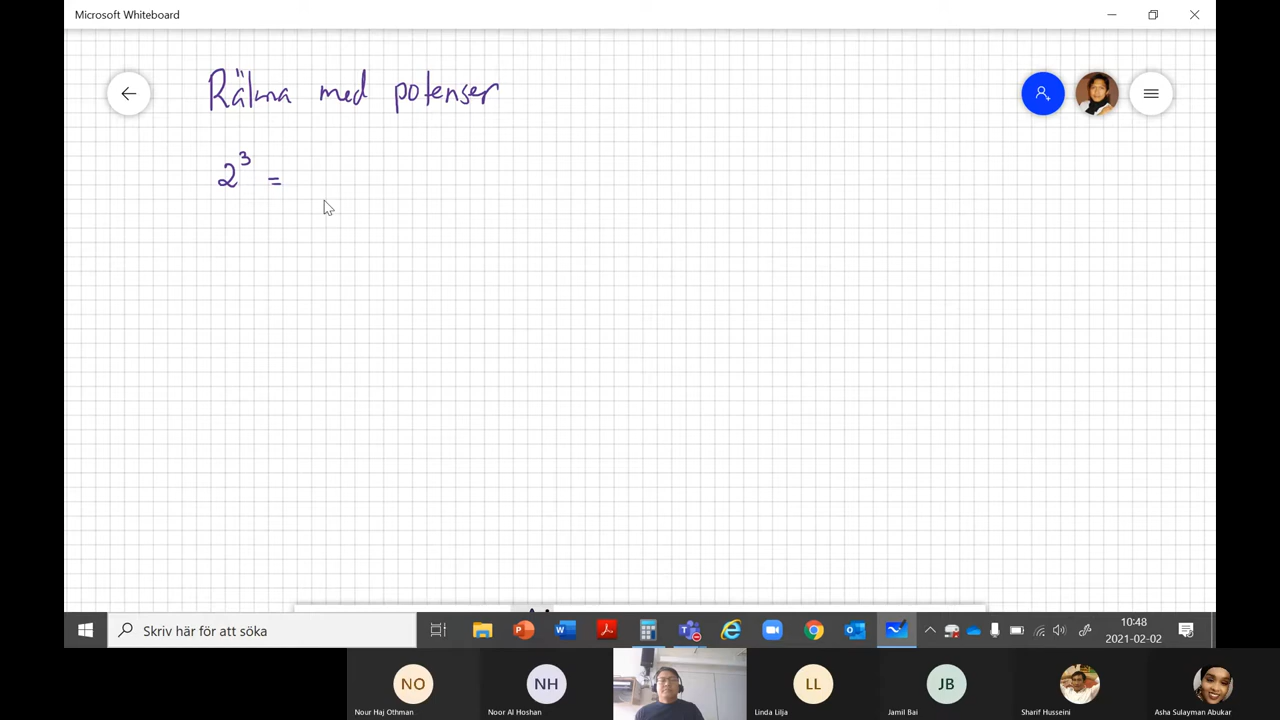 Microsoft Whiteboard
Räkna med potenser
2³ =
Skriv här för att söka
10:48
2021-02-02
NO
NH
LL
JB
Nour Haj Othman
Noor Al Hoshan
Linda Lilja
Jamil Bai
Sharif Husseini
Asha Sulayman Abukar